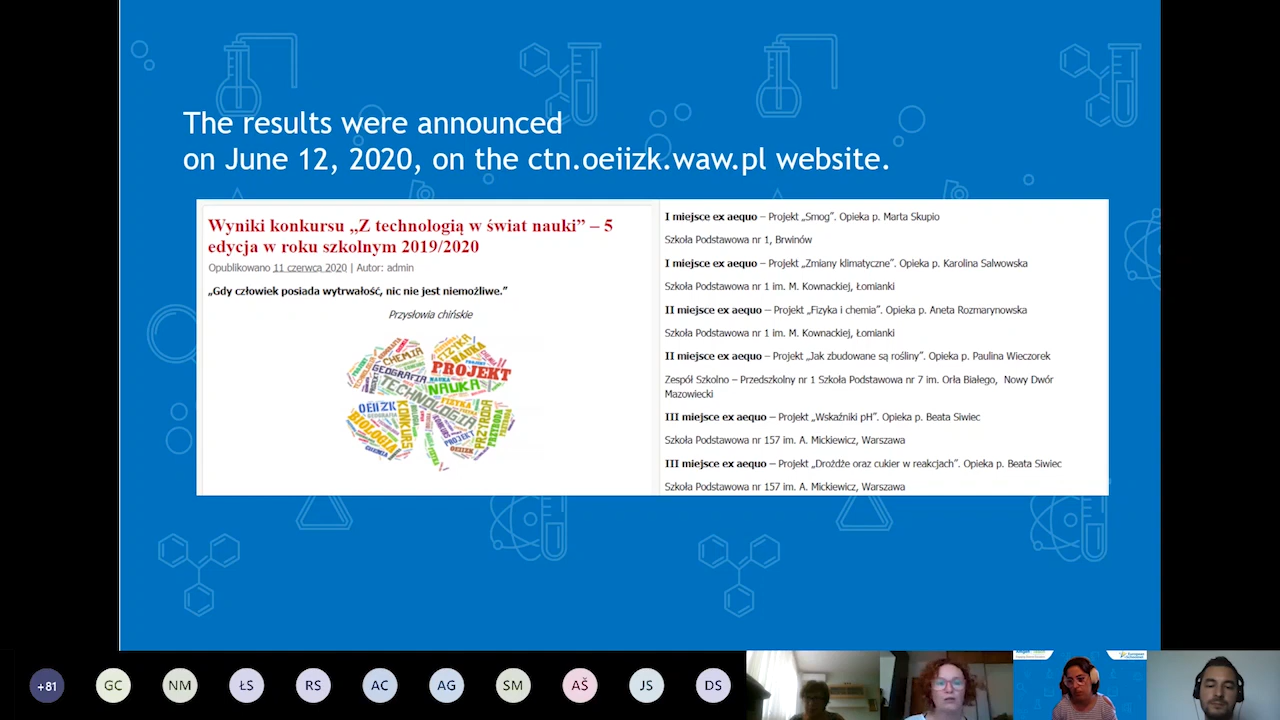 The results were announced
on June 12, 2020, on the ctn.oeiizk.waw.pl website.
Wyniki konkursu „Z technologią w świat nauki” – 5
edycja w roku szkolnym 2019/2020
Opublikowano 11 czerwca 2020 | Autor: admin
„Gdy człowiek posiada wytrwałość, nic nie jest niemożliwe.”
Przysłowia chińskie
CHEMIA
FIZYKA
NAUKA
PROJEKT
GEOGRAFIA
NAUKA
TECHNOLOGIA
OEIIZK
FIZYKA
KONKURS
BIOLOGIA
PRZYRODA
PROJEKT
OEIIZK
CHEMIA
I miejsce ex aequo – Projekt „Smog”. Opieka p. Marta Skupio
Szkoła Podstawowa nr 1, Brwinów
I miejsce ex aequo – Projekt „Zmiany klimatyczne”. Opieka p. Karolina Salwowska
Szkoła Podstawowa nr 1 im. M. Kownackiej, Łomianki
II miejsce ex aequo – Projekt „Fizyka i chemia”. Opieka p. Aneta Rozmarynowska
Szkoła Podstawowa nr 1 im. M. Kownackiej, Łomianki
II miejsce ex aequo – Projekt „Jak zbudowane są rośliny”. Opieka p. Paulina Wieczorek
Zespół Szkolno – Przedszkolny nr 1 Szkoła Podstawowa nr 7 im. Orła Białego, Nowy Dwór
Mazowiecki
III miejsce ex aequo – Projekt „Wskaźniki pH”. Opieka p. Beata Siwiec
Szkoła Podstawowa nr 157 im. A. Mickiewicz, Warszawa
III miejsce ex aequo – Projekt „Drożdże oraz cukier w reakcjach”. Opieka p. Beata Siwiec
Szkoła Podstawowa nr 157 im. A. Mickiewicz, Warszawa
+81
GC
NM
ŁS
RS
AC
AG
SM
AŠ
JS
DS